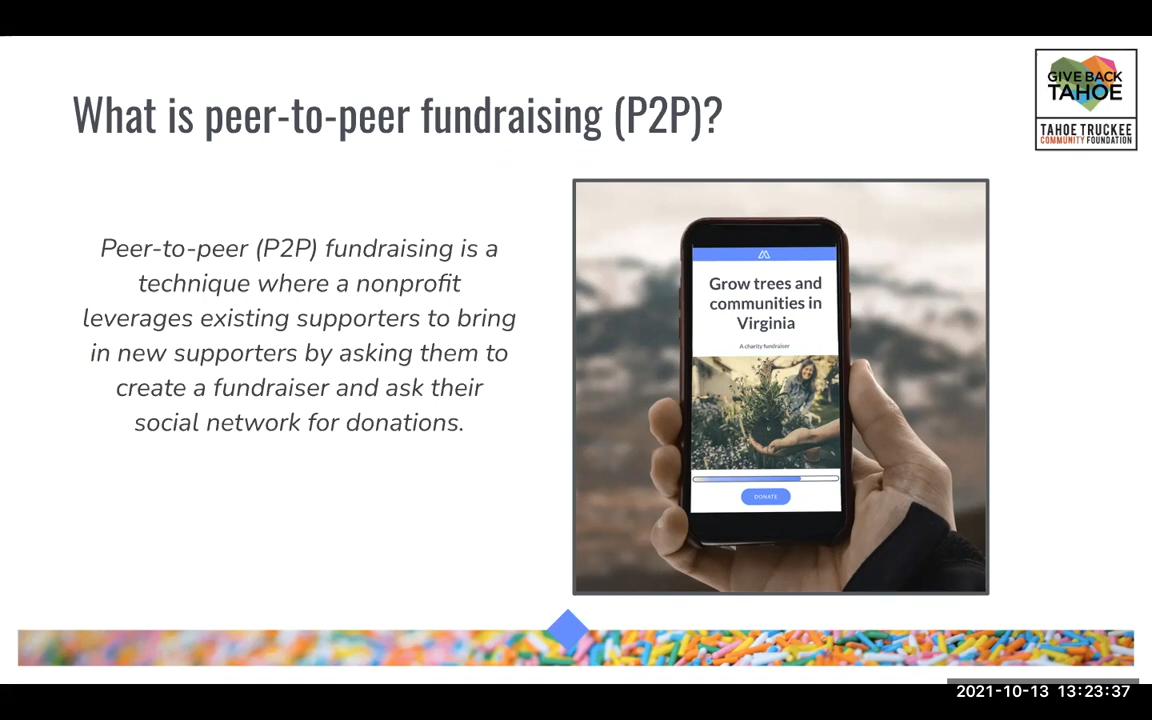 What is peer-to-peer fundraising (P2P)?
GIVE BACK
TAHOE
TAHOE TRUCKEE
COMMUNITY FOUNDATION
Peer-to-peer (P2P) fundraising is a
technique where a nonprofit
leverages existing supporters to bring
in new supporters by asking them to
create a fundraiser and ask their
social network for donations.
Grow trees and
communities in
Virginia
A charity fundraiser
DONATE
2021-10-13 13:23:37